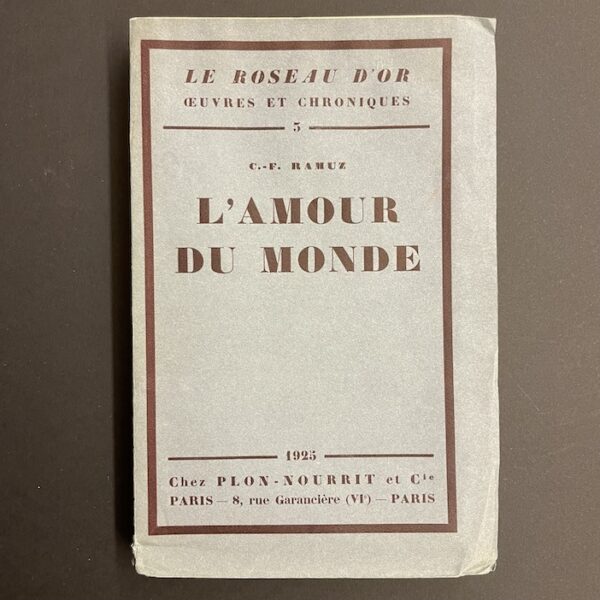 LE ROSEAU D'OR
ŒUVRES ET CHRONIQUES
5
C.-F. RAMUZ
L'AMOUR
DU MONDE
1925
Chez PLON-NOURRIT et Cie
PARIS — 8, rue Garancière (VIe) — PARIS